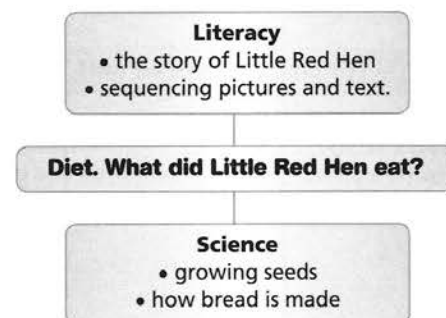 Literacy
• the story of Little Red Hen
• sequencing pictures and text.
Diet. What did Little Red Hen eat?
Science
• growing seeds
• how bread is made